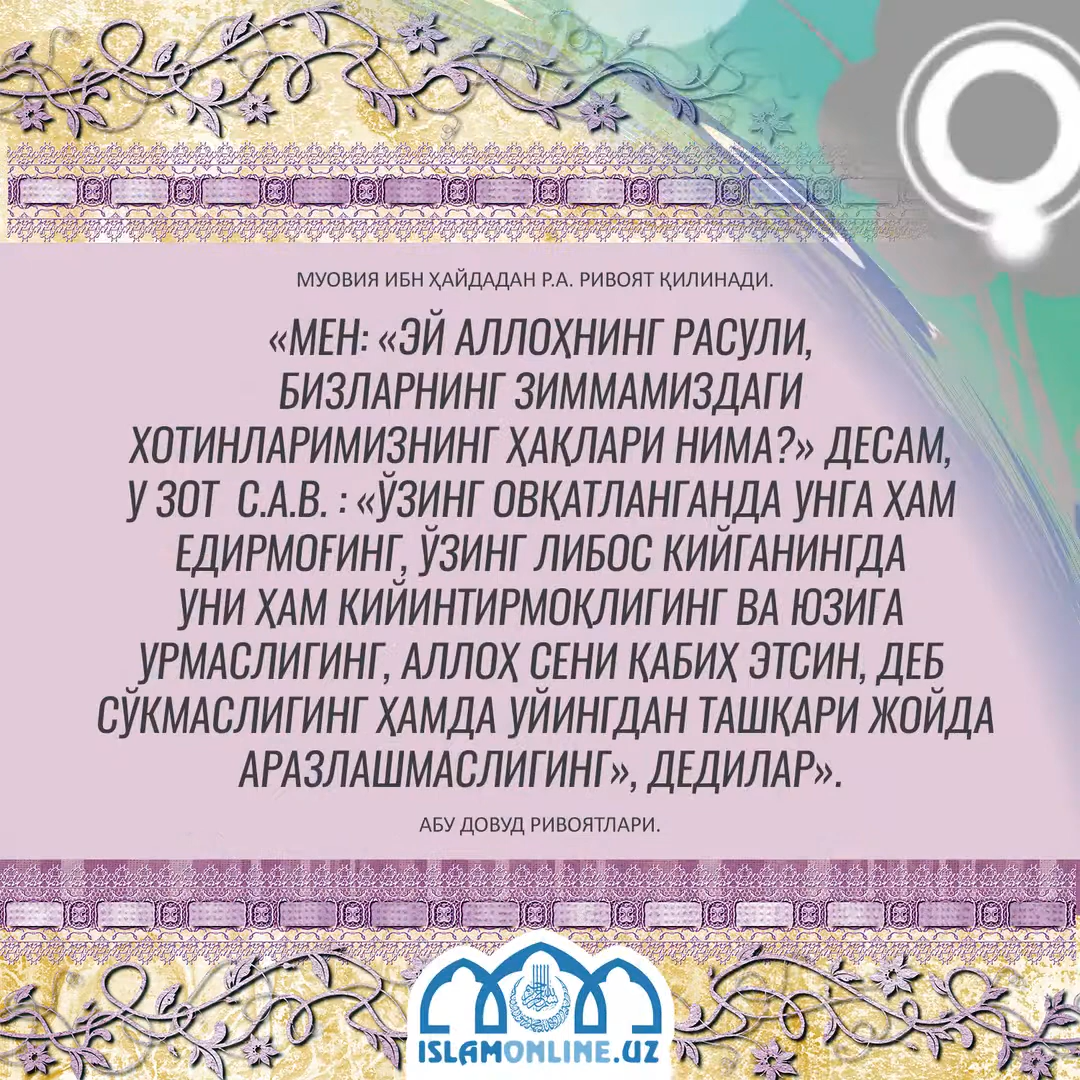 МУОВИЯ ИБН ҲАЙДАДАН Р.А. РИВОЯТ ҚИЛИНАДИ.
«МЕН: «ЭЙ АЛЛОҲНИНГ РАСУЛИ,
БИЗЛАРНИНГ ЗИММАМИЗДАГИ
ХОТИНЛАРИМИЗНИНГ ҲАҚЛАРИ НИМА?» ДЕСАМ,
У ЗОТ С.А.В. : «ЎЗИНГ ОВҚАТЛАНГАНДА УНГА ҲАМ
ЕДИРМОҒИНГ, ЎЗИНГ ЛИБОС КИЙГАНИНГДА
УНИ ҲАМ КИЙИНТИРМОҚЛИГИНГ ВА ЮЗИГА
УРМАСЛИГИНГ, АЛЛОҲ СЕНИ ҚАБИҲ ЭТСИН, ДЕБ
СЎКМАСЛИГИНГ ҲАМДА УЙИНГДАН ТАШҚАРИ ЖОЙДА
АРАЗЛАШМАСЛИГИНГ», ДЕДИЛАР».
АБУ ДОВУД РИВОЯТЛАРИ.
ISLAMONLINE.UZ